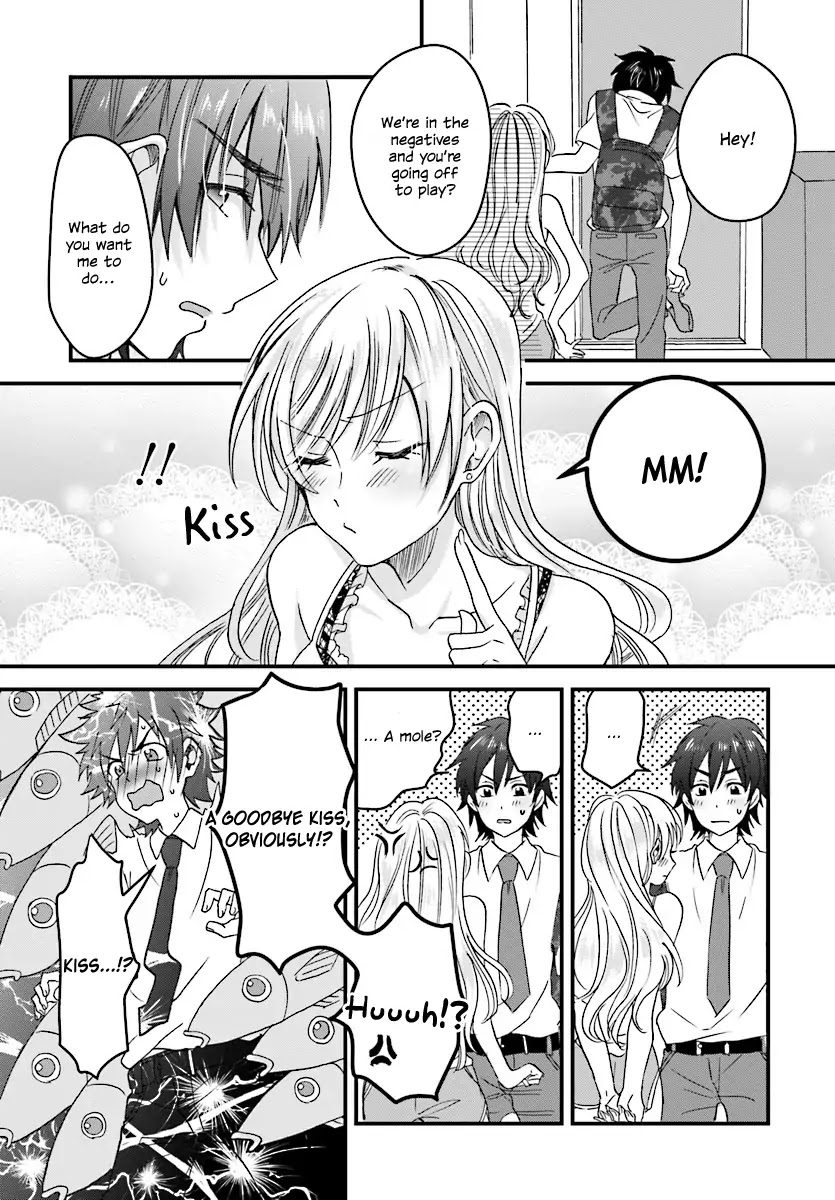 Hey!
We're in the
negatives
and you're
going off
to play?
What do
you want
me to
do...
MM!
!!
Kiss
...
...
... A mole?
Huuuh!?
A GOODBYE KISS,
OBVIOUSLY!?
KISS...!?